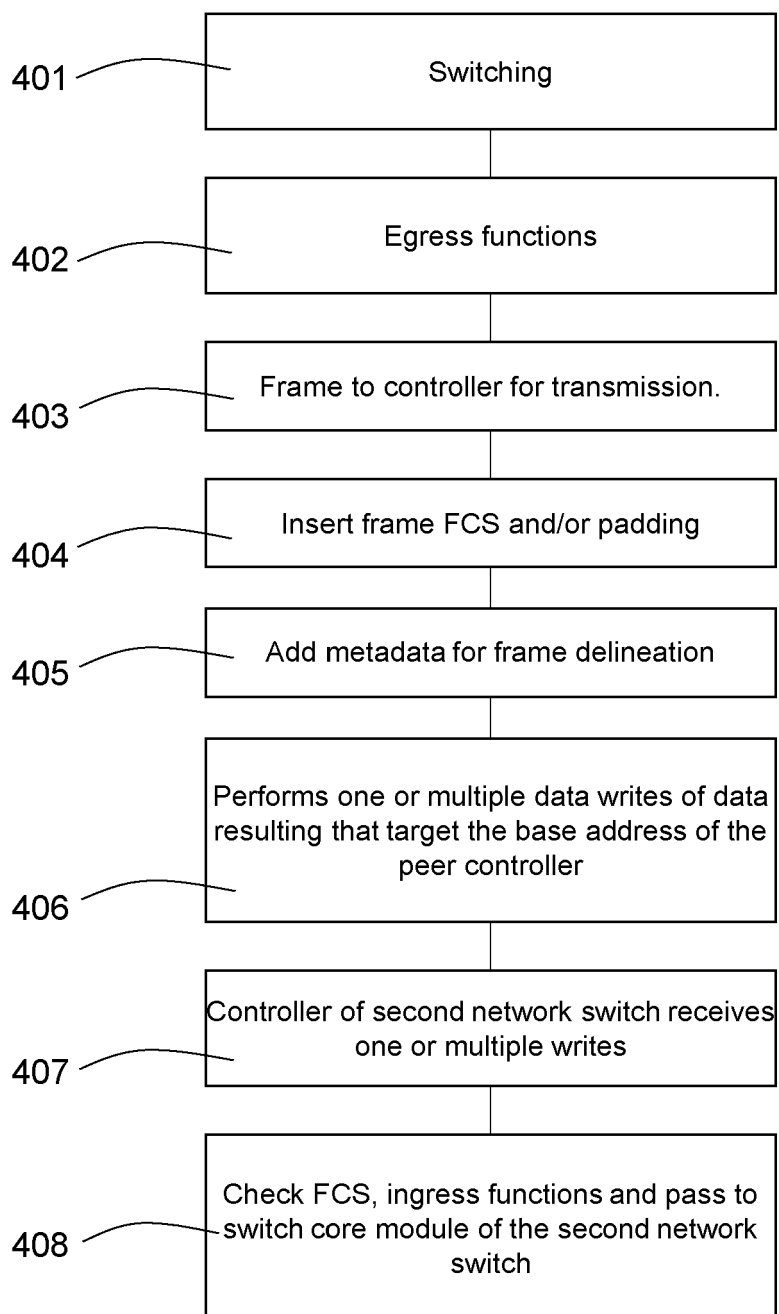 401
Switching
402
Egress functions
403
Frame to controller for transmission.
404
Insert frame FCS and/or padding
405
Add metadata for frame delineation
406
Performs one or multiple data writes of data
resulting that target the base address of the
peer controller
407
Controller of second network switch receives
one or multiple writes
408
Check FCS, ingress functions and pass to
switch core module of the second network
switch